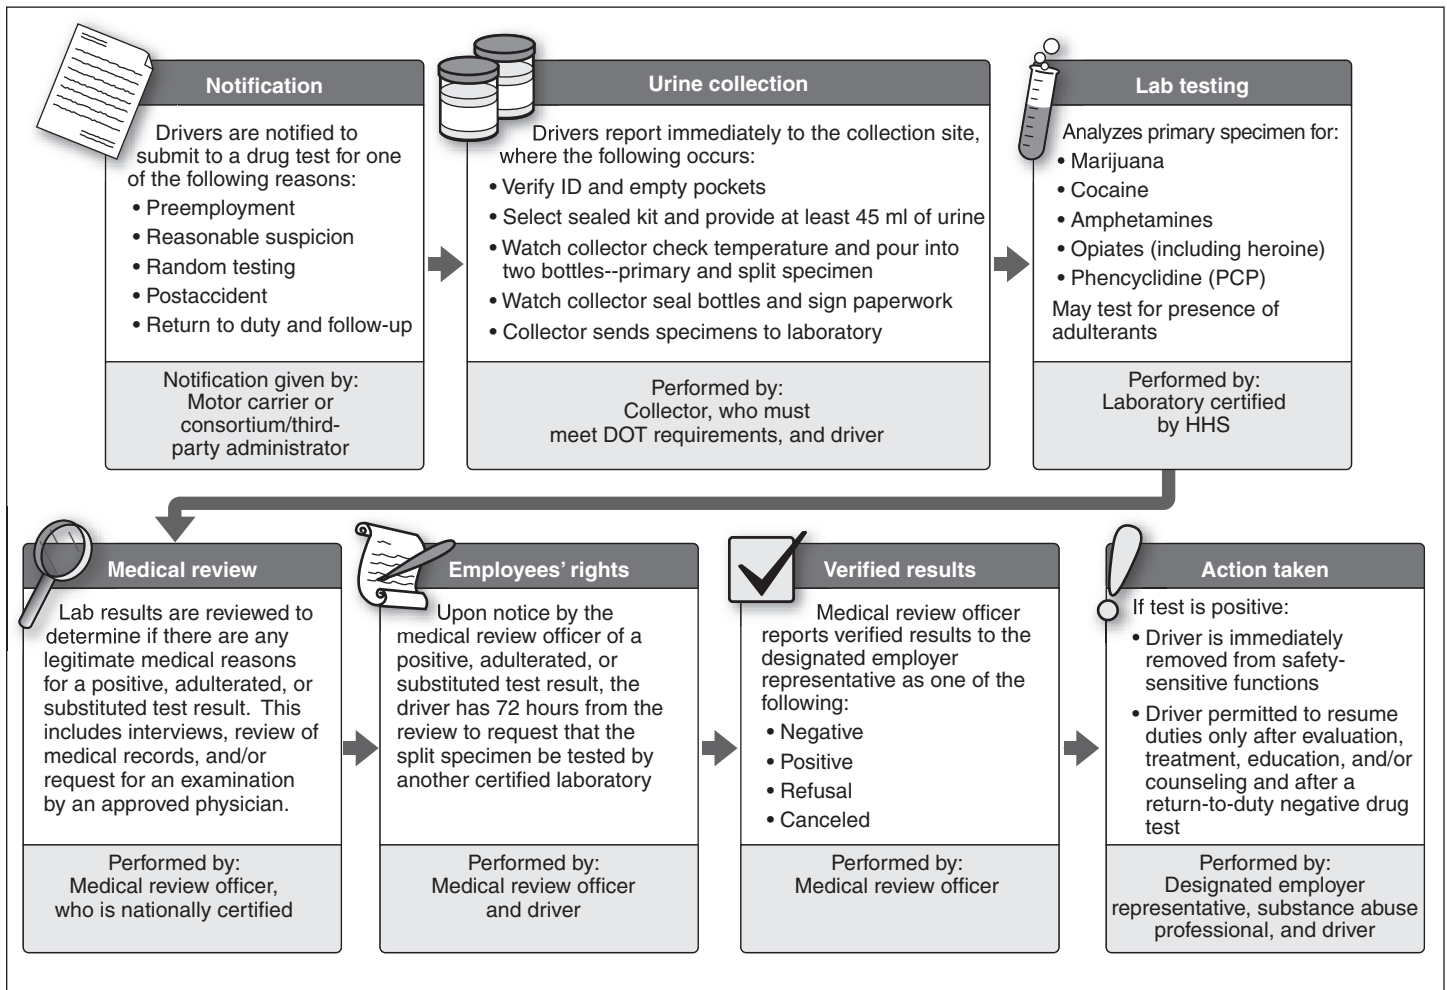 Notification
Drivers are notified to
submit to a drug test for one
of the following reasons:
• Preemployment
• Reasonable suspicion
• Random testing
• Postaccident
• Return to duty and follow-up
Notification given by:
Motor carrier or
consortium/third-
party administrator
Urine collection
Drivers report immediately to the collection site,
where the following occurs:
• Verify ID and empty pockets
• Select sealed kit and provide at least 45 ml of urine
• Watch collector check temperature and pour into
two bottles--primary and split specimen
• Watch collector seal bottles and sign paperwork
• Collector sends specimens to laboratory
Performed by:
Collector, who must
meet DOT requirements, and driver
Lab testing
Analyzes primary specimen for:
• Marijuana
• Cocaine
• Amphetamines
• Opiates (including heroine)
• Phencyclidine (PCP)
May test for presence of
adulterants
Performed by:
Laboratory certified
by HHS
Medical review
Lab results are reviewed to
determine if there are any
legitimate medical reasons
for a positive, adulterated, or
substituted test result. This
includes interviews, review of
medical records, and/or
request for an examination
by an approved physician.
Performed by:
Medical review officer,
who is nationally certified
Employees' rights
Upon notice by the
medical review officer of a
positive, adulterated, or
substituted test result, the
driver has 72 hours from the
review to request that the
split specimen be tested by
another certified laboratory
Performed by:
Medical review officer
and driver
Verified results
Medical review officer
reports verified results to the
designated employer
representative as one of the
following:
• Negative
• Positive
• Refusal
• Canceled
Performed by:
Medical review officer
Action taken
If test is positive:
• Driver is immediately
removed from safety-
sensitive functions
• Driver permitted to resume
duties only after evaluation,
treatment, education, and/or
counseling and after a
return-to-duty negative drug
test
Performed by:
Designated employer
representative, substance abuse
professional, and driver